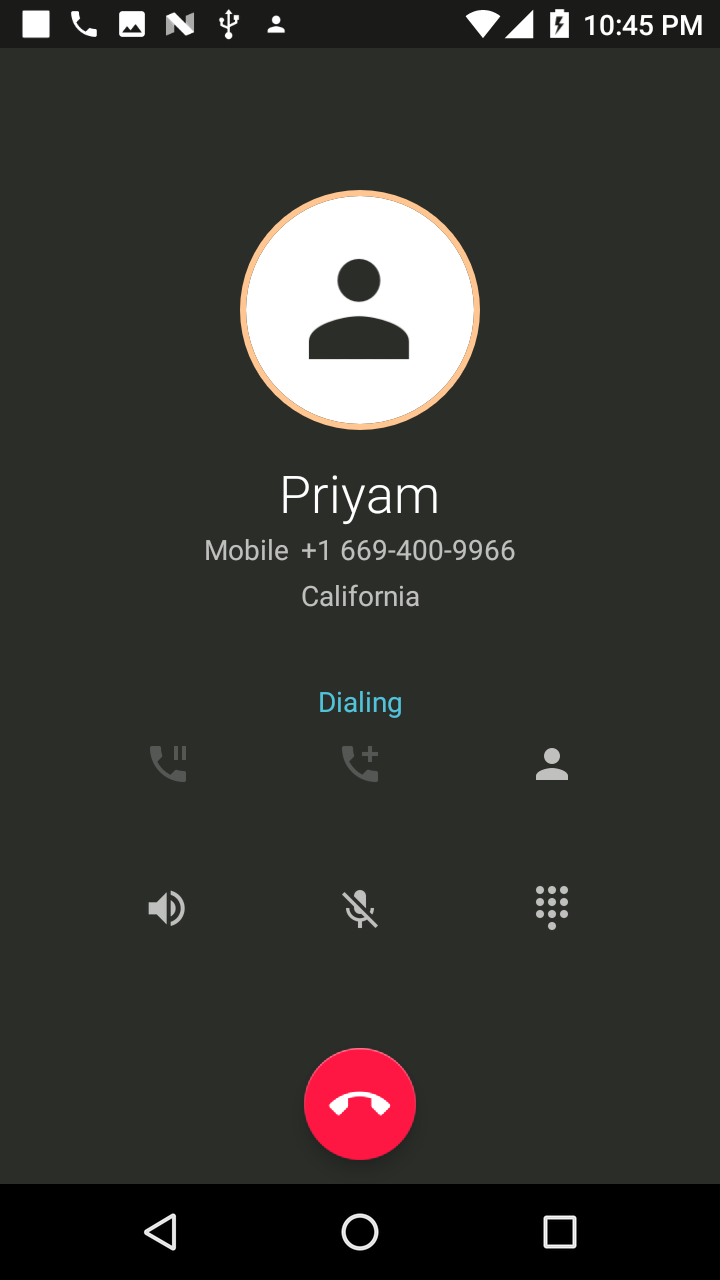 10:45 PM
Priyam
Mobile +1 669-400-9966
California
Dialing